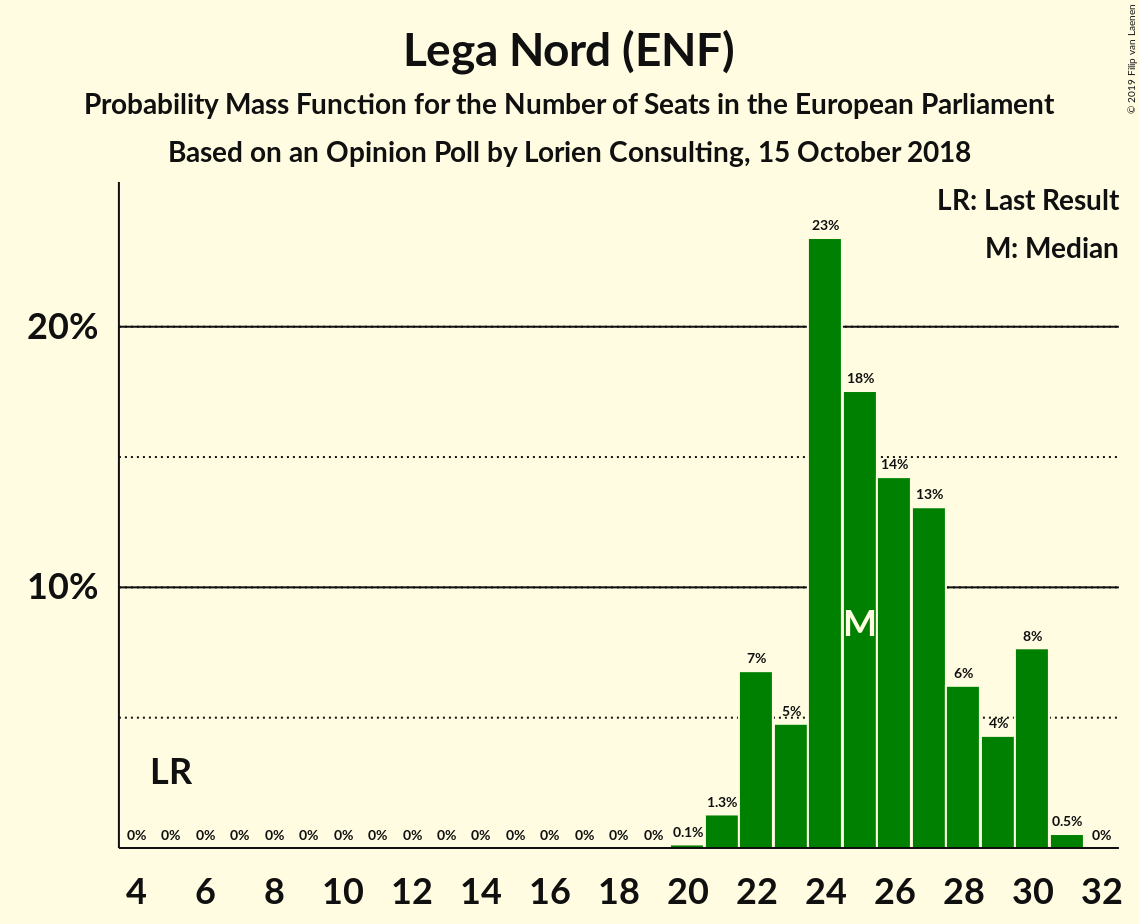 Lega Nord (ENF)
Probability Mass Function for the Number of Seats in the European Parliament
Based on an Opinion Poll by Lorien Consulting, 15 October 2018
© 2019 Filip van Laenen
LR: Last Result
M: Median
23%
20%
18%
14%
13%
10%
M
8%
7%
6%
5%
4%
LR
1.3%
0.5%
0% 0% 0% 0% 0% 0% 0% 0% 0% 0% 0% 0% 0% 0% 0% 0% 0.1% 0%
4 6 8 10 12 14 16 18 20 22 24 26 28 30 32